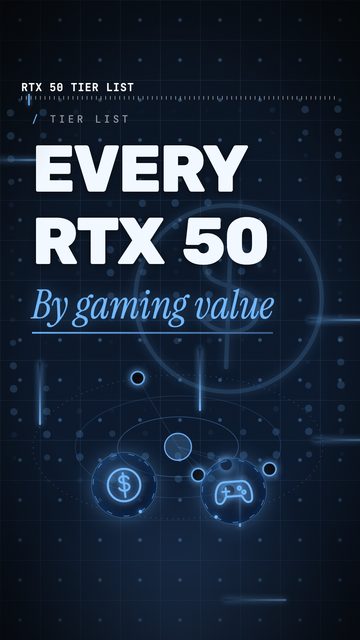 RTX 50 TIER LIST
/ TIER LIST
EVERY
RTX 50
By gaming value
$
$